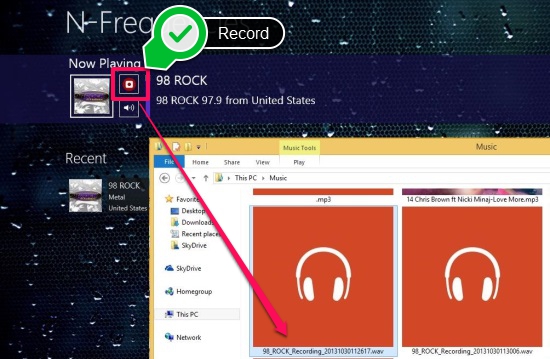 N-Freque es
Record
Now Playing
98 ROCK
98 ROCK 97.9 from United States
Recent
98 ROCK
Metal
United States
Music Tools
Music
File
Home
Share
View
Play
This PC
Music
Favorites
Desktop
Downloads
Recent places
SkyDrive
SkyDrive
Homegroup
This PC
Network
.mp3
14 Chris Brown ft Nicki Minaj-Love More.mp3
98_ROCK_Recording_20131030112617.wav
98_ROCK_Recording_20131030113006.wav